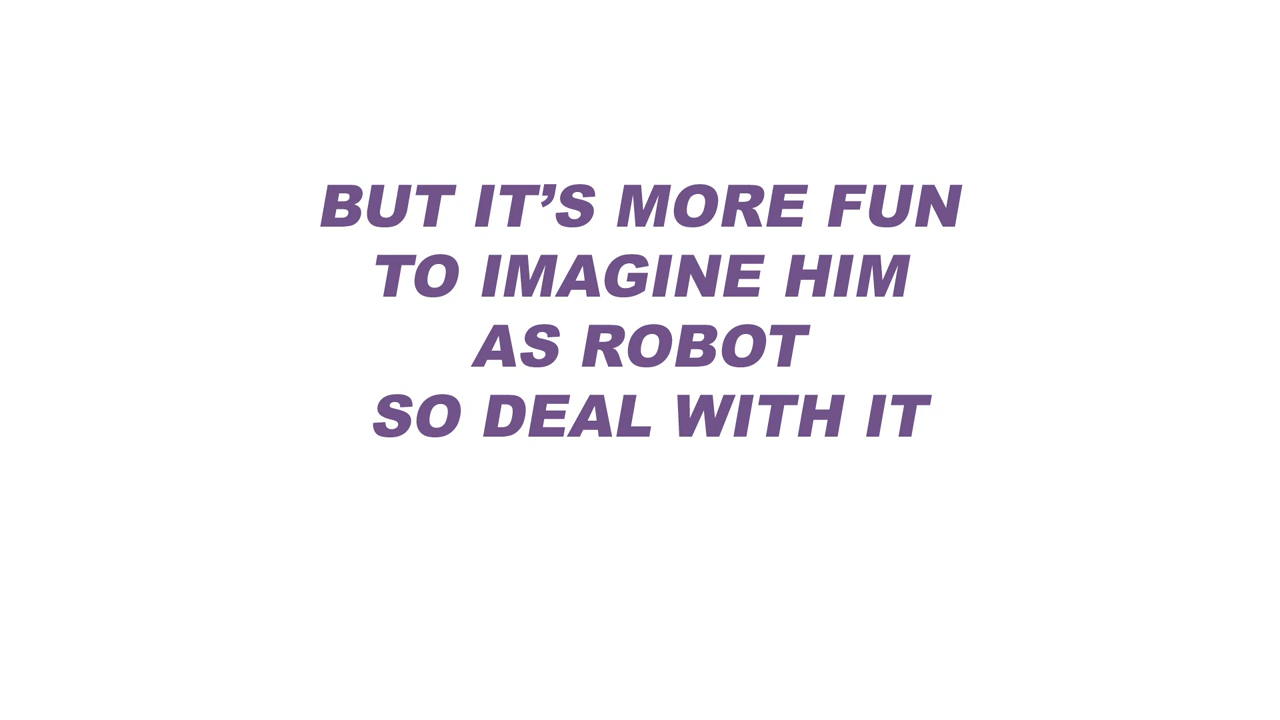 BUT IT’S MORE FUN
TO IMAGINE HIM
AS ROBOT
SO DEAL WITH IT